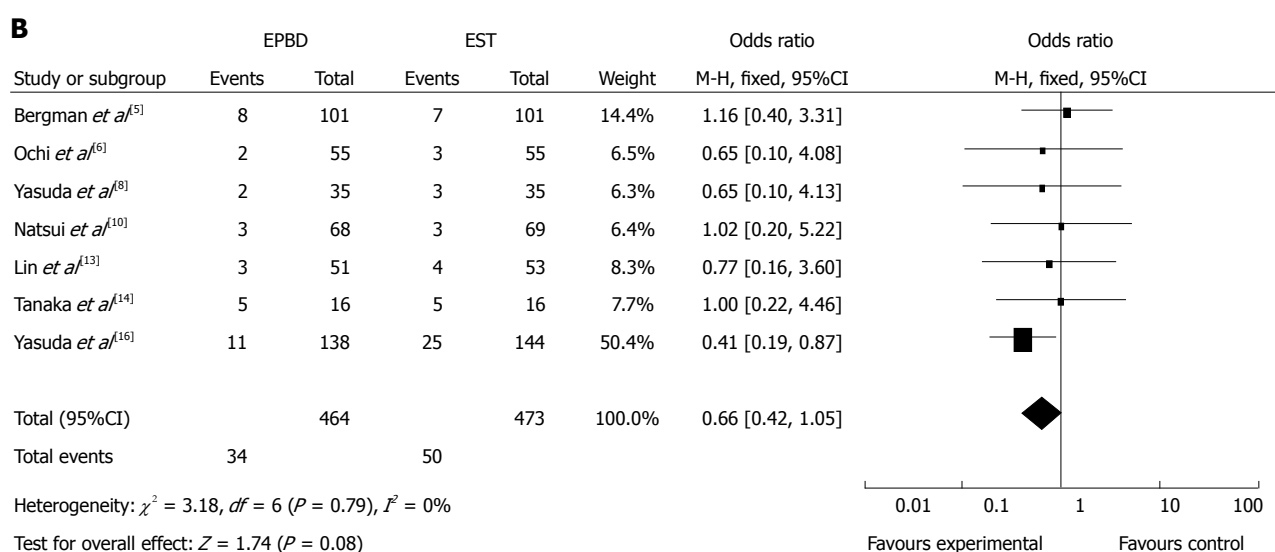 B
EPBD EST Odds ratio Odds ratio
Study or subgroup Events Total Events Total Weight M-H, fixed, 95%CI M-H, fixed, 95%CI
Bergman et al[5] 8 101 7 101 14.4% 1.16 [0.40, 3.31]
Ochi et al[6] 2 55 3 55 6.5% 0.65 [0.10, 4.08]
Yasuda et al[8] 2 35 3 35 6.3% 0.65 [0.10, 4.13]
Natsui et al[10] 3 68 3 69 6.4% 1.02 [0.20, 5.22]
Lin et al[13] 3 51 4 53 8.3% 0.77 [0.16, 3.60]
Tanaka et al[14] 5 16 5 16 7.7% 1.00 [0.22, 4.46]
Yasuda et al[16] 11 138 25 144 50.4% 0.41 [0.19, 0.87]
Total (95%CI) 464 473 100.0% 0.66 [0.42, 1.05]
Total events 34 50
Heterogeneity: χ² = 3.18, df = 6 (P = 0.79), I² = 0%
0.01 0.1 1 10 100
Test for overall effect: Z = 1.74 (P = 0.08)
Favours experimental Favours control